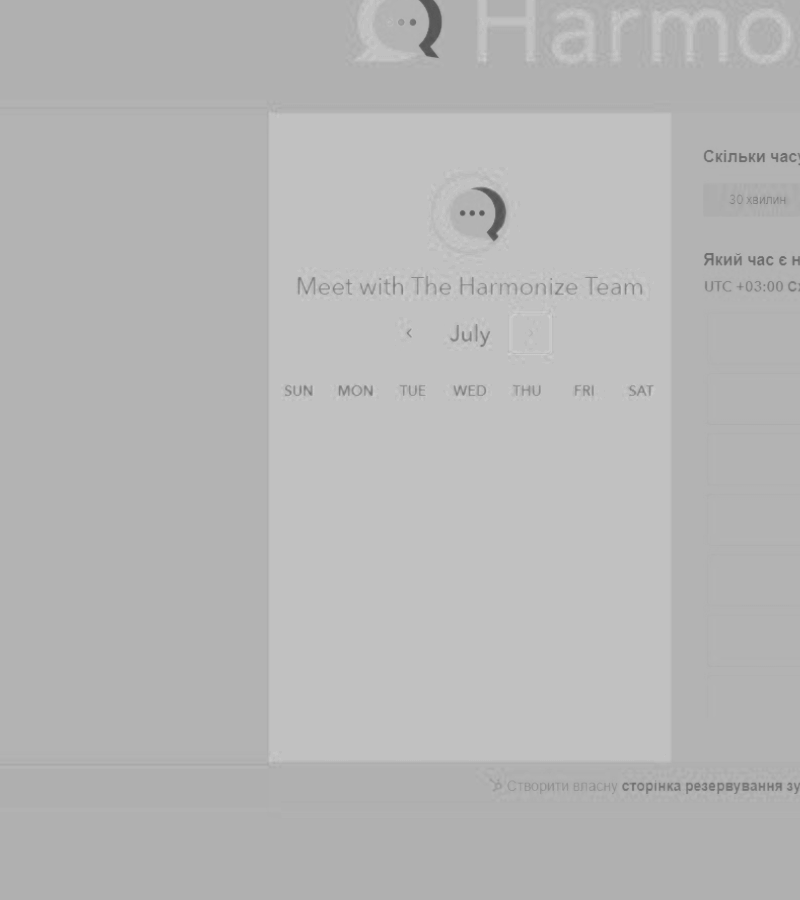 Harmo
Meet with The Harmonize Team
July
SUN MON TUE WED THU FRI SAT
Скільки часу
30 хвилин
Який час є н
UTC +03:00 Сх
Створити власну сторінка резервування зу